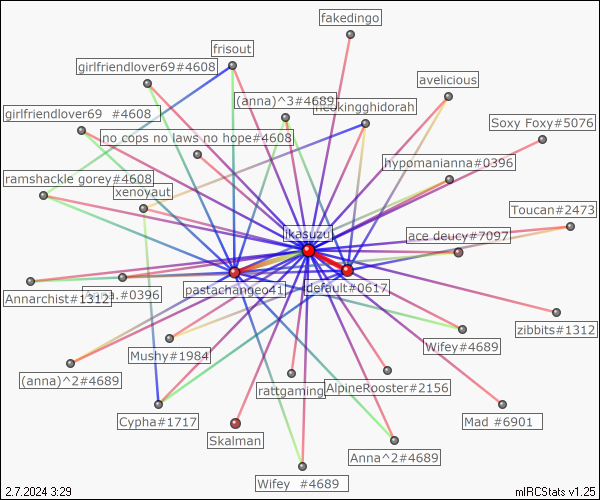 fakedingo
frisout
girlfriendlover69#4608
avelicious
(anna)^3#4689
girlfriendlover69 #4608
Soxy Foxy#5076
no cops no laws no hope#4608
hypomanianna#0396
ramshackle gorey#4608
xenoyaut
Toucan#2473
ikasuzu
ace deucy#7097
pastachangeo41
default#0617
Annarchist#1312
.#0396
zibbits#1312
Wifey#4689
Mushy#1984
(anna)^2#4689
rattgaming
AlpineRooster#2156
Cypha#1717
Mad #6901
Skalman
Anna^2#4689
Wifey #4689
2.7.2024 3:29
mIRCStats v1.25